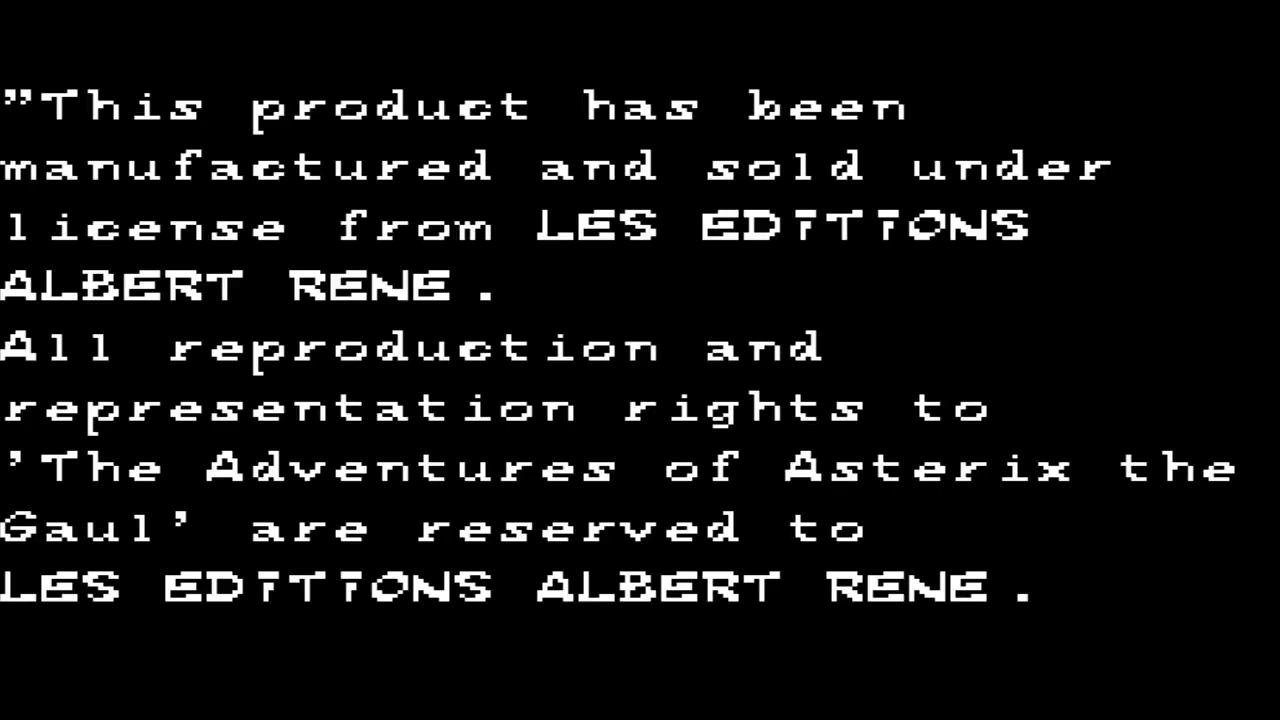 "This product has been
manufactured and sold under
license from LES EDITIONS
ALBERT RENE.
All reproduction and
representation rights to
'The Adventures of Asterix the
Gaul' are reserved to
LES EDITIONS ALBERT RENE.